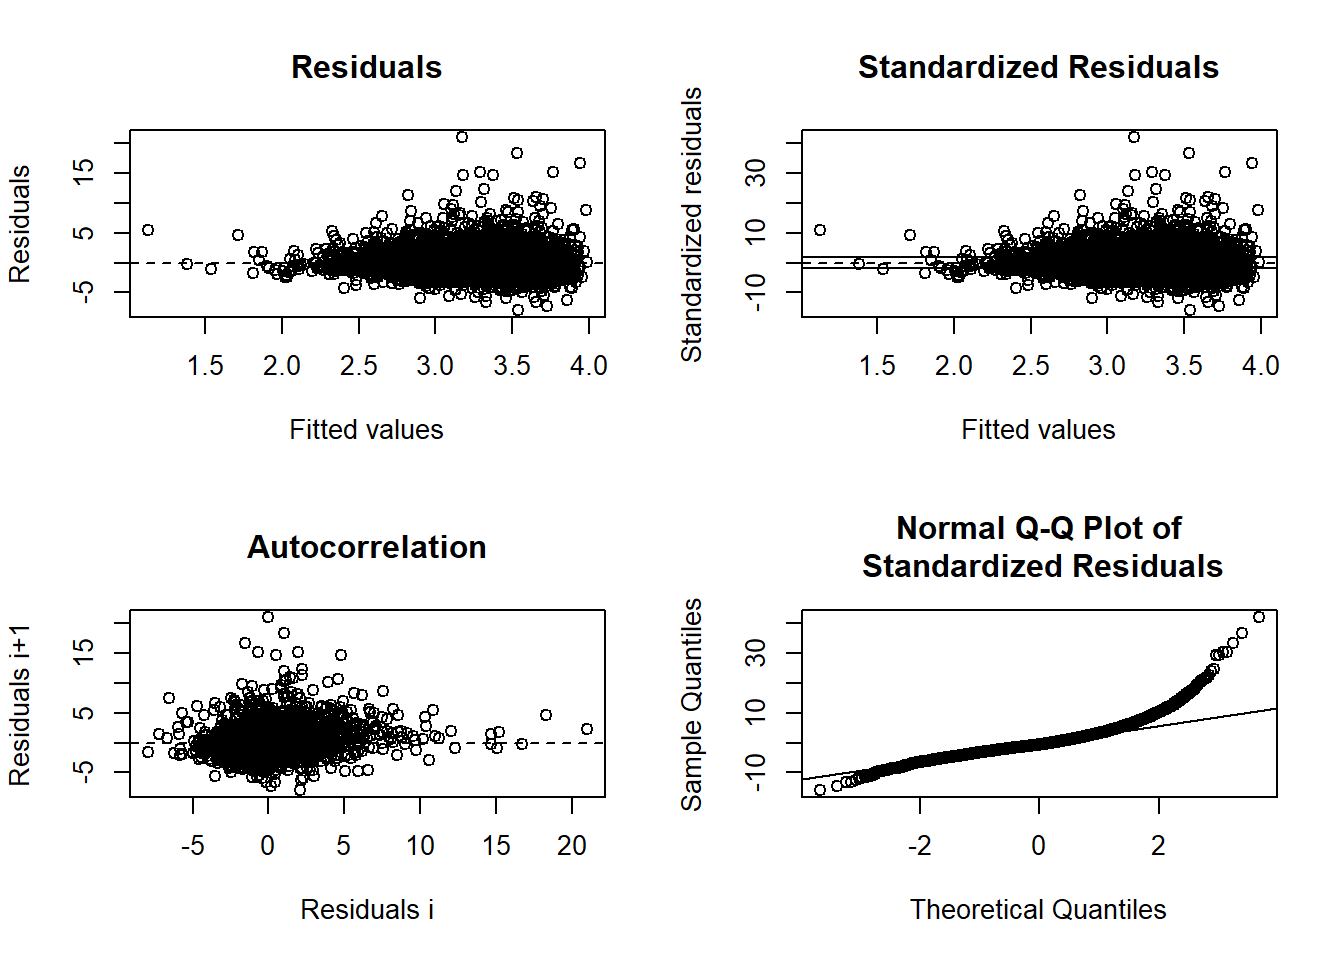 Residuals
Residuals
15
5
-5
1.5 2.0 2.5 3.0 3.5 4.0
Fitted values
Standardized Residuals
Standardized residuals
30
10
-10
1.5 2.0 2.5 3.0 3.5 4.0
Fitted values
Autocorrelation
Residuals i+1
15
5
-5
-5 0 5 10 15 20
Residuals i
Normal Q-Q Plot of
Standardized Residuals
Sample Quantiles
30
10
-10
-2 0 2
Theoretical Quantiles